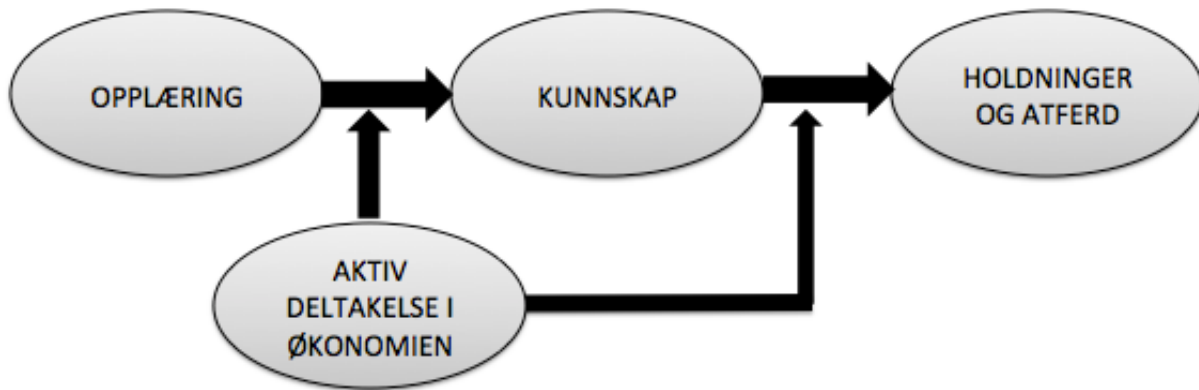 OPPLÆRING
KUNNSKAP
HOLDNINGER
OG ATFERD
AKTIV
DELTAKELSE I
ØKONOMIEN